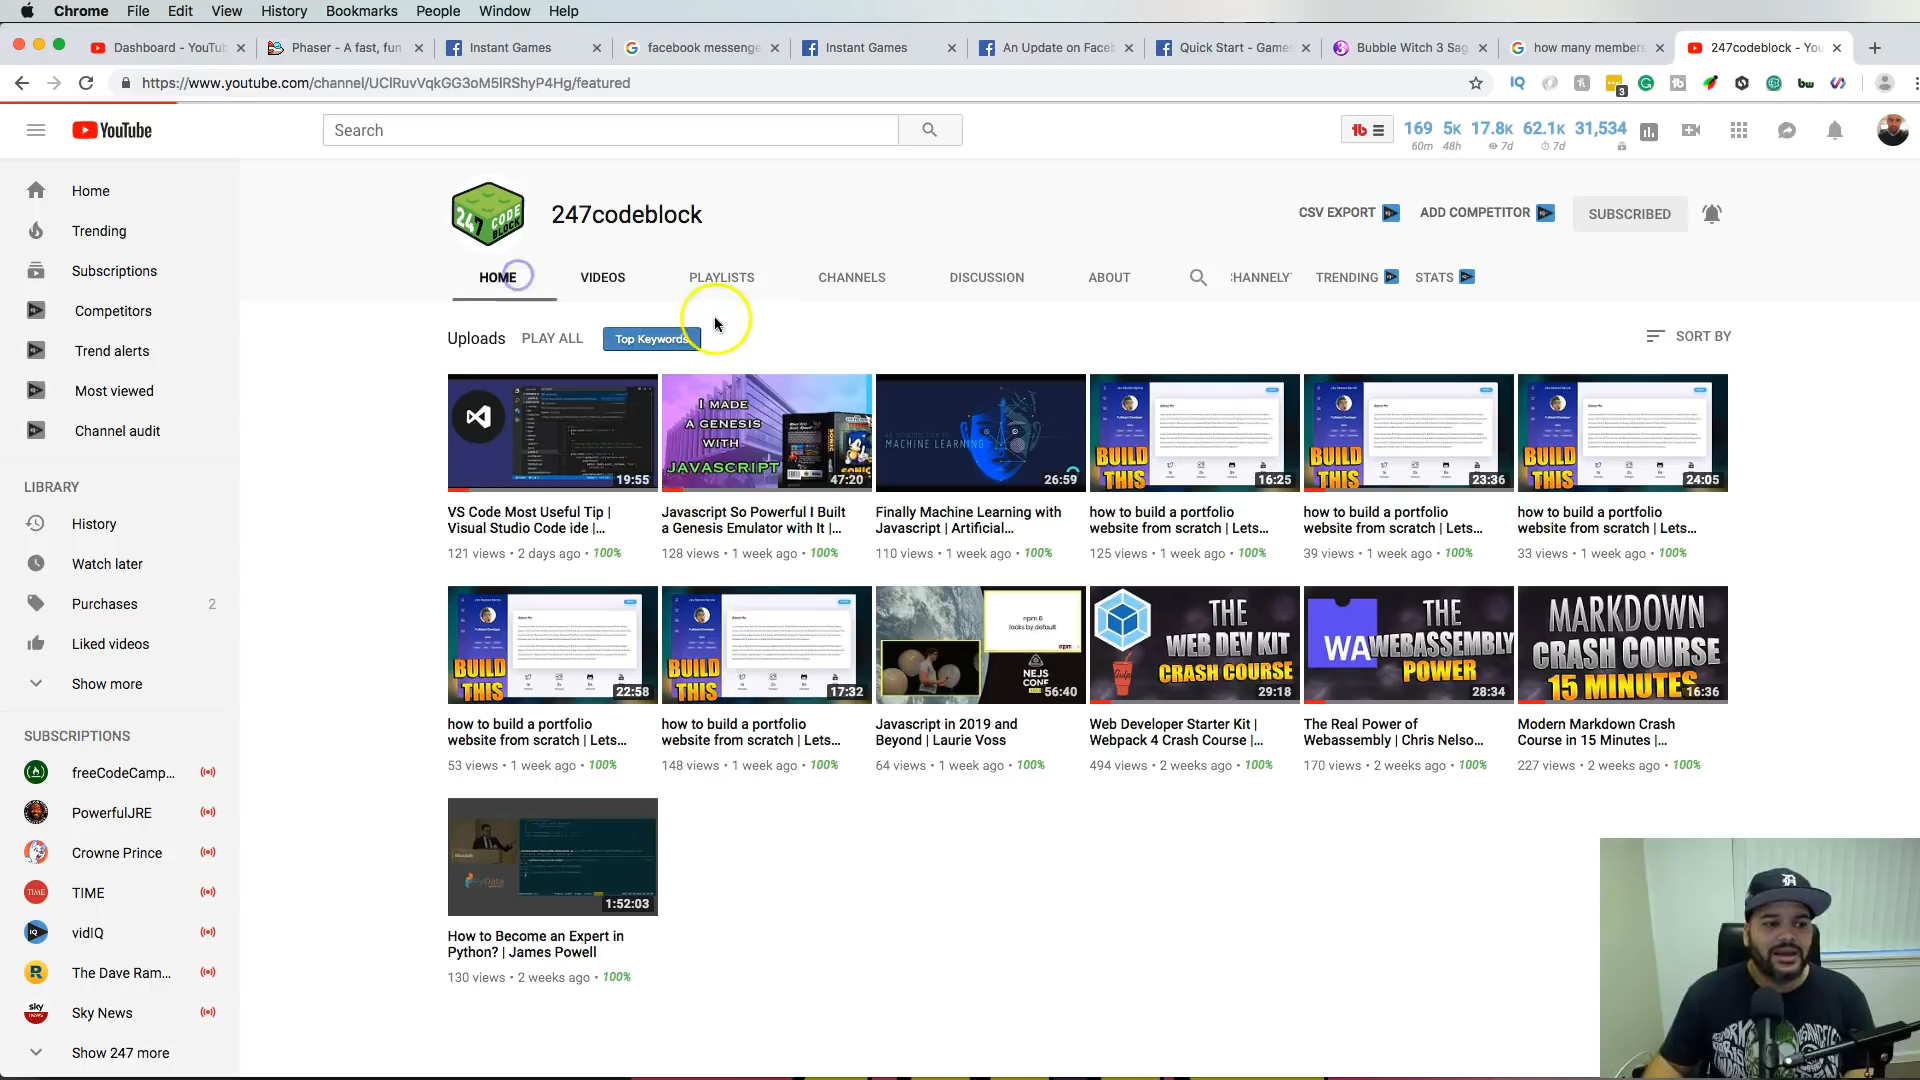 Chrome File Edit View History Bookmarks People Window Help
Dashboard - YouTub Phaser - A fast, fun Instant Games facebook messenge Instant Games An Update on Faceb Quick Start - Game Bubble Witch 3 Sag how many members 247codeblock - You
https://www.youtube.com/channel/UClRuvVqkGG3oM5lRShyP4Hg/featured
YouTube Search 169 5K 17.8K 62.1K 31,534
60m 48h 7d 7d
Home
Trending
Subscriptions
Competitors
Trend alerts
Most viewed
Channel audit
LIBRARY
History
Watch later
Purchases 2
Liked videos
Show more
SUBSCRIPTIONS
freeCodeCamp...
PowerfulJRE
Crowne Prince
TIME
vidIQ
The Dave Ram...
Sky News
Show 247 more
247 CODE BLOCK
247codeblock
CSV EXPORT ADD COMPETITOR SUBSCRIBED
HOME VIDEOS PLAYLISTS CHANNELS DISCUSSION ABOUT HANNELY TRENDING STATS
Uploads PLAY ALL Top Keywords SORT BY
19:55
I MADE
A GENESIS
WITH
JAVASCRIPT
47:20
MACHINE LEARNING
26:59
BUILD
THIS
16:25
BUILD
THIS
23:36
BUILD
THIS
24:05
VS Code Most Useful Tip |
Visual Studio Code ide |...
121 views • 2 days ago • 100%
Javascript So Powerful I Built
a Genesis Emulator with It |...
128 views • 1 week ago • 100%
Finally Machine Learning with
Javascript | Artificial...
110 views • 1 week ago • 100%
how to build a portfolio
website from scratch | Lets...
125 views • 1 week ago • 100%
how to build a portfolio
website from scratch | Lets...
39 views • 1 week ago • 100%
how to build a portfolio
website from scratch | Lets...
33 views • 1 week ago • 100%
BUILD
THIS
22:58
BUILD
THIS
17:32
npm 6
locks by default
npm
NEJS
CONF
56:40
THE
WEB DEV KIT
CRASH COURSE
29:18
WA THE
WEBASSEMBLY
POWER
28:34
MARKDOWN
CRASH COURSE
15 MINUTES
16:36
how to build a portfolio
website from scratch | Lets...
53 views • 1 week ago • 100%
how to build a portfolio
website from scratch | Lets...
148 views • 1 week ago • 100%
Javascript in 2019 and
Beyond | Laurie Voss
64 views • 1 week ago • 100%
Web Developer Starter Kit |
Webpack 4 Crash Course |...
494 views • 2 weeks ago • 100%
The Real Power of
Webassembly | Chris Nelso...
170 views • 2 weeks ago • 100%
Modern Markdown Crash
Course in 15 Minutes |...
227 views • 2 weeks ago • 100%
1:52:03
How to Become an Expert in
Python? | James Powell
130 views • 2 weeks ago • 100%